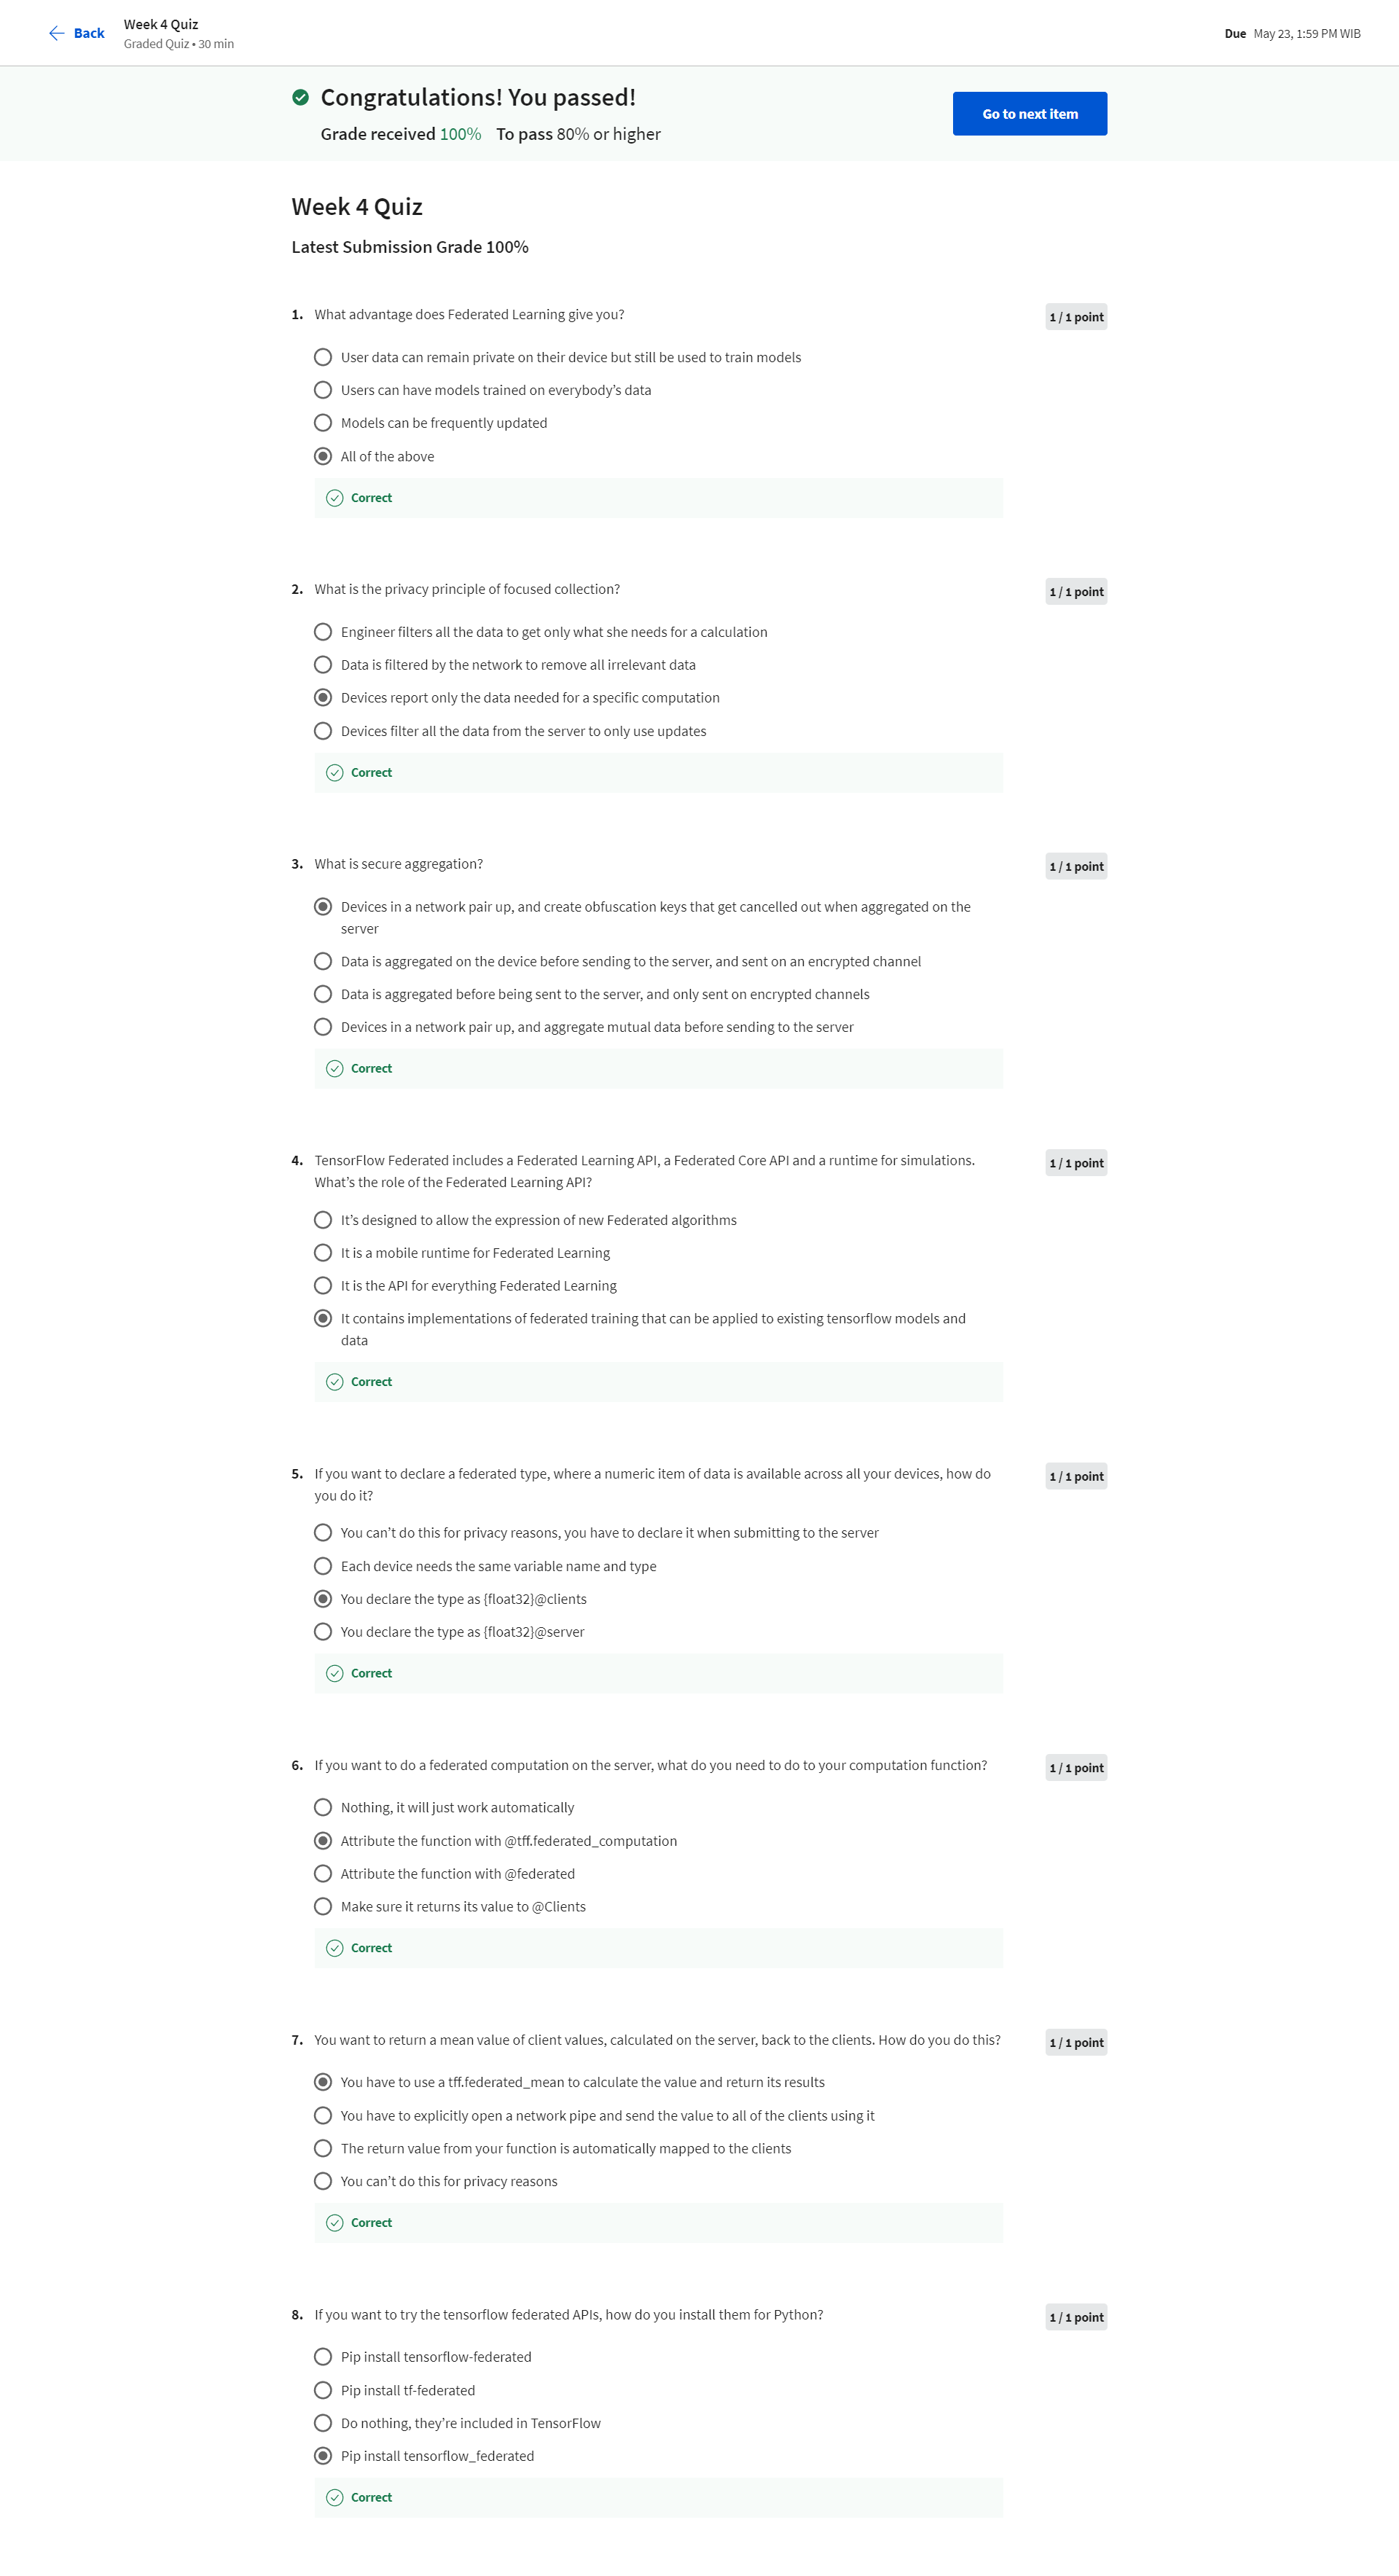 Back
Week 4 Quiz
Graded Quiz • 30 min
Due May 23, 1:59 PM WIB
Congratulations! You passed!
Grade received 100% To pass 80% or higher
Go to next item
Week 4 Quiz
Latest Submission Grade 100%
1. What advantage does Federated Learning give you?
1 / 1 point
User data can remain private on their device but still be used to train models
Users can have models trained on everybody’s data
Models can be frequently updated
All of the above
Correct
2. What is the privacy principle of focused collection?
1 / 1 point
Engineer filters all the data to get only what she needs for a calculation
Data is filtered by the network to remove all irrelevant data
Devices report only the data needed for a specific computation
Devices filter all the data from the server to only use updates
Correct
3. What is secure aggregation?
1 / 1 point
Devices in a network pair up, and create obfuscation keys that get cancelled out when aggregated on the
server
Data is aggregated on the device before sending to the server, and sent on an encrypted channel
Data is aggregated before being sent to the server, and only sent on encrypted channels
Devices in a network pair up, and aggregate mutual data before sending to the server
Correct
4. TensorFlow Federated includes a Federated Learning API, a Federated Core API and a runtime for simulations.
What’s the role of the Federated Learning API?
1 / 1 point
It’s designed to allow the expression of new Federated algorithms
It is a mobile runtime for Federated Learning
It is the API for everything Federated Learning
It contains implementations of federated training that can be applied to existing tensorflow models and
data
Correct
5. If you want to declare a federated type, where a numeric item of data is available across all your devices, how do
you do it?
1 / 1 point
You can’t do this for privacy reasons, you have to declare it when submitting to the server
Each device needs the same variable name and type
You declare the type as {float32}@clients
You declare the type as {float32}@server
Correct
6. If you want to do a federated computation on the server, what do you need to do to your computation function?
1 / 1 point
Nothing, it will just work automatically
Attribute the function with @tff.federated_computation
Attribute the function with @federated
Make sure it returns its value to @Clients
Correct
7. You want to return a mean value of client values, calculated on the server, back to the clients. How do you do this?
1 / 1 point
You have to use a tff.federated_mean to calculate the value and return its results
You have to explicitly open a network pipe and send the value to all of the clients using it
The return value from your function is automatically mapped to the clients
You can’t do this for privacy reasons
Correct
8. If you want to try the tensorflow federated APIs, how do you install them for Python?
1 / 1 point
Pip install tensorflow-federated
Pip install tf-federated
Do nothing, they’re included in TensorFlow
Pip install tensorflow_federated
Correct